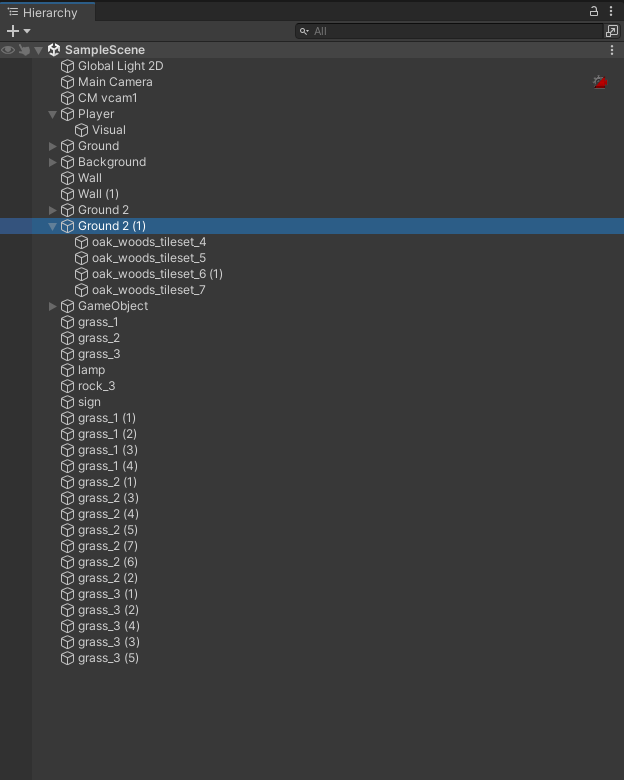 Hierarchy
All
SampleScene
Global Light 2D
Main Camera
CM vcam1
Player
Visual
Ground
Background
Wall
Wall (1)
Ground 2
Ground 2 (1)
oak_woods_tileset_4
oak_woods_tileset_5
oak_woods_tileset_6 (1)
oak_woods_tileset_7
GameObject
grass_1
grass_2
grass_3
lamp
rock_3
sign
grass_1 (1)
grass_1 (2)
grass_1 (3)
grass_1 (4)
grass_2 (1)
grass_2 (3)
grass_2 (4)
grass_2 (5)
grass_2 (7)
grass_2 (6)
grass_2 (2)
grass_3 (1)
grass_3 (2)
grass_3 (4)
grass_3 (3)
grass_3 (5)